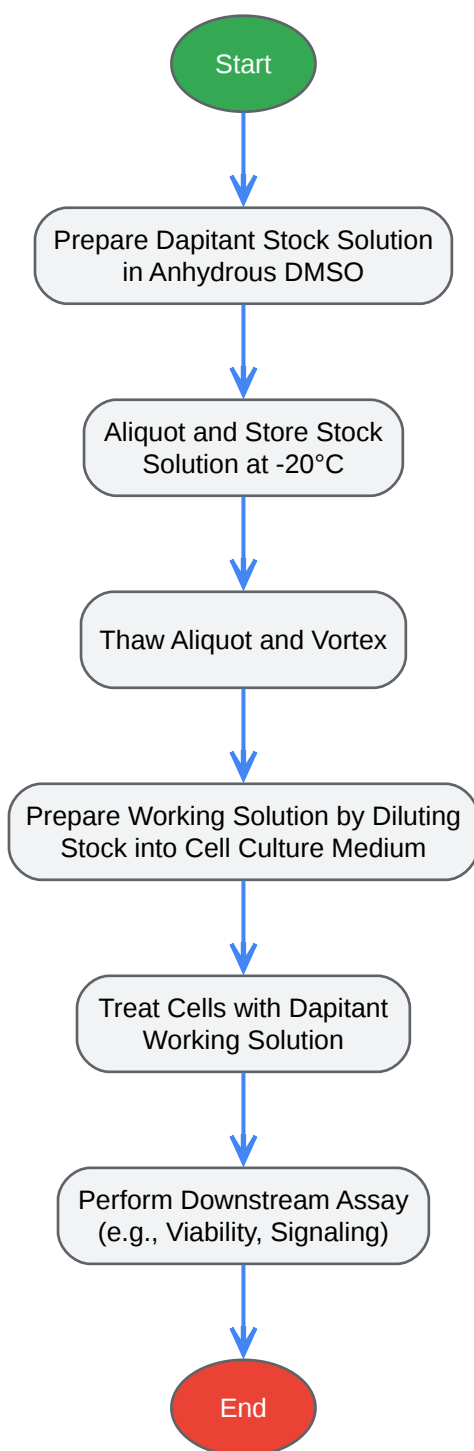 Start
Prepare Dapitant Stock Solution
in Anhydrous DMSO
Aliquot and Store Stock
Solution at -20°C
Thaw Aliquot and Vortex
Prepare Working Solution by Diluting
Stock into Cell Culture Medium
Treat Cells with Dapitant
Working Solution
Perform Downstream Assay
(e.g., Viability, Signaling)
End